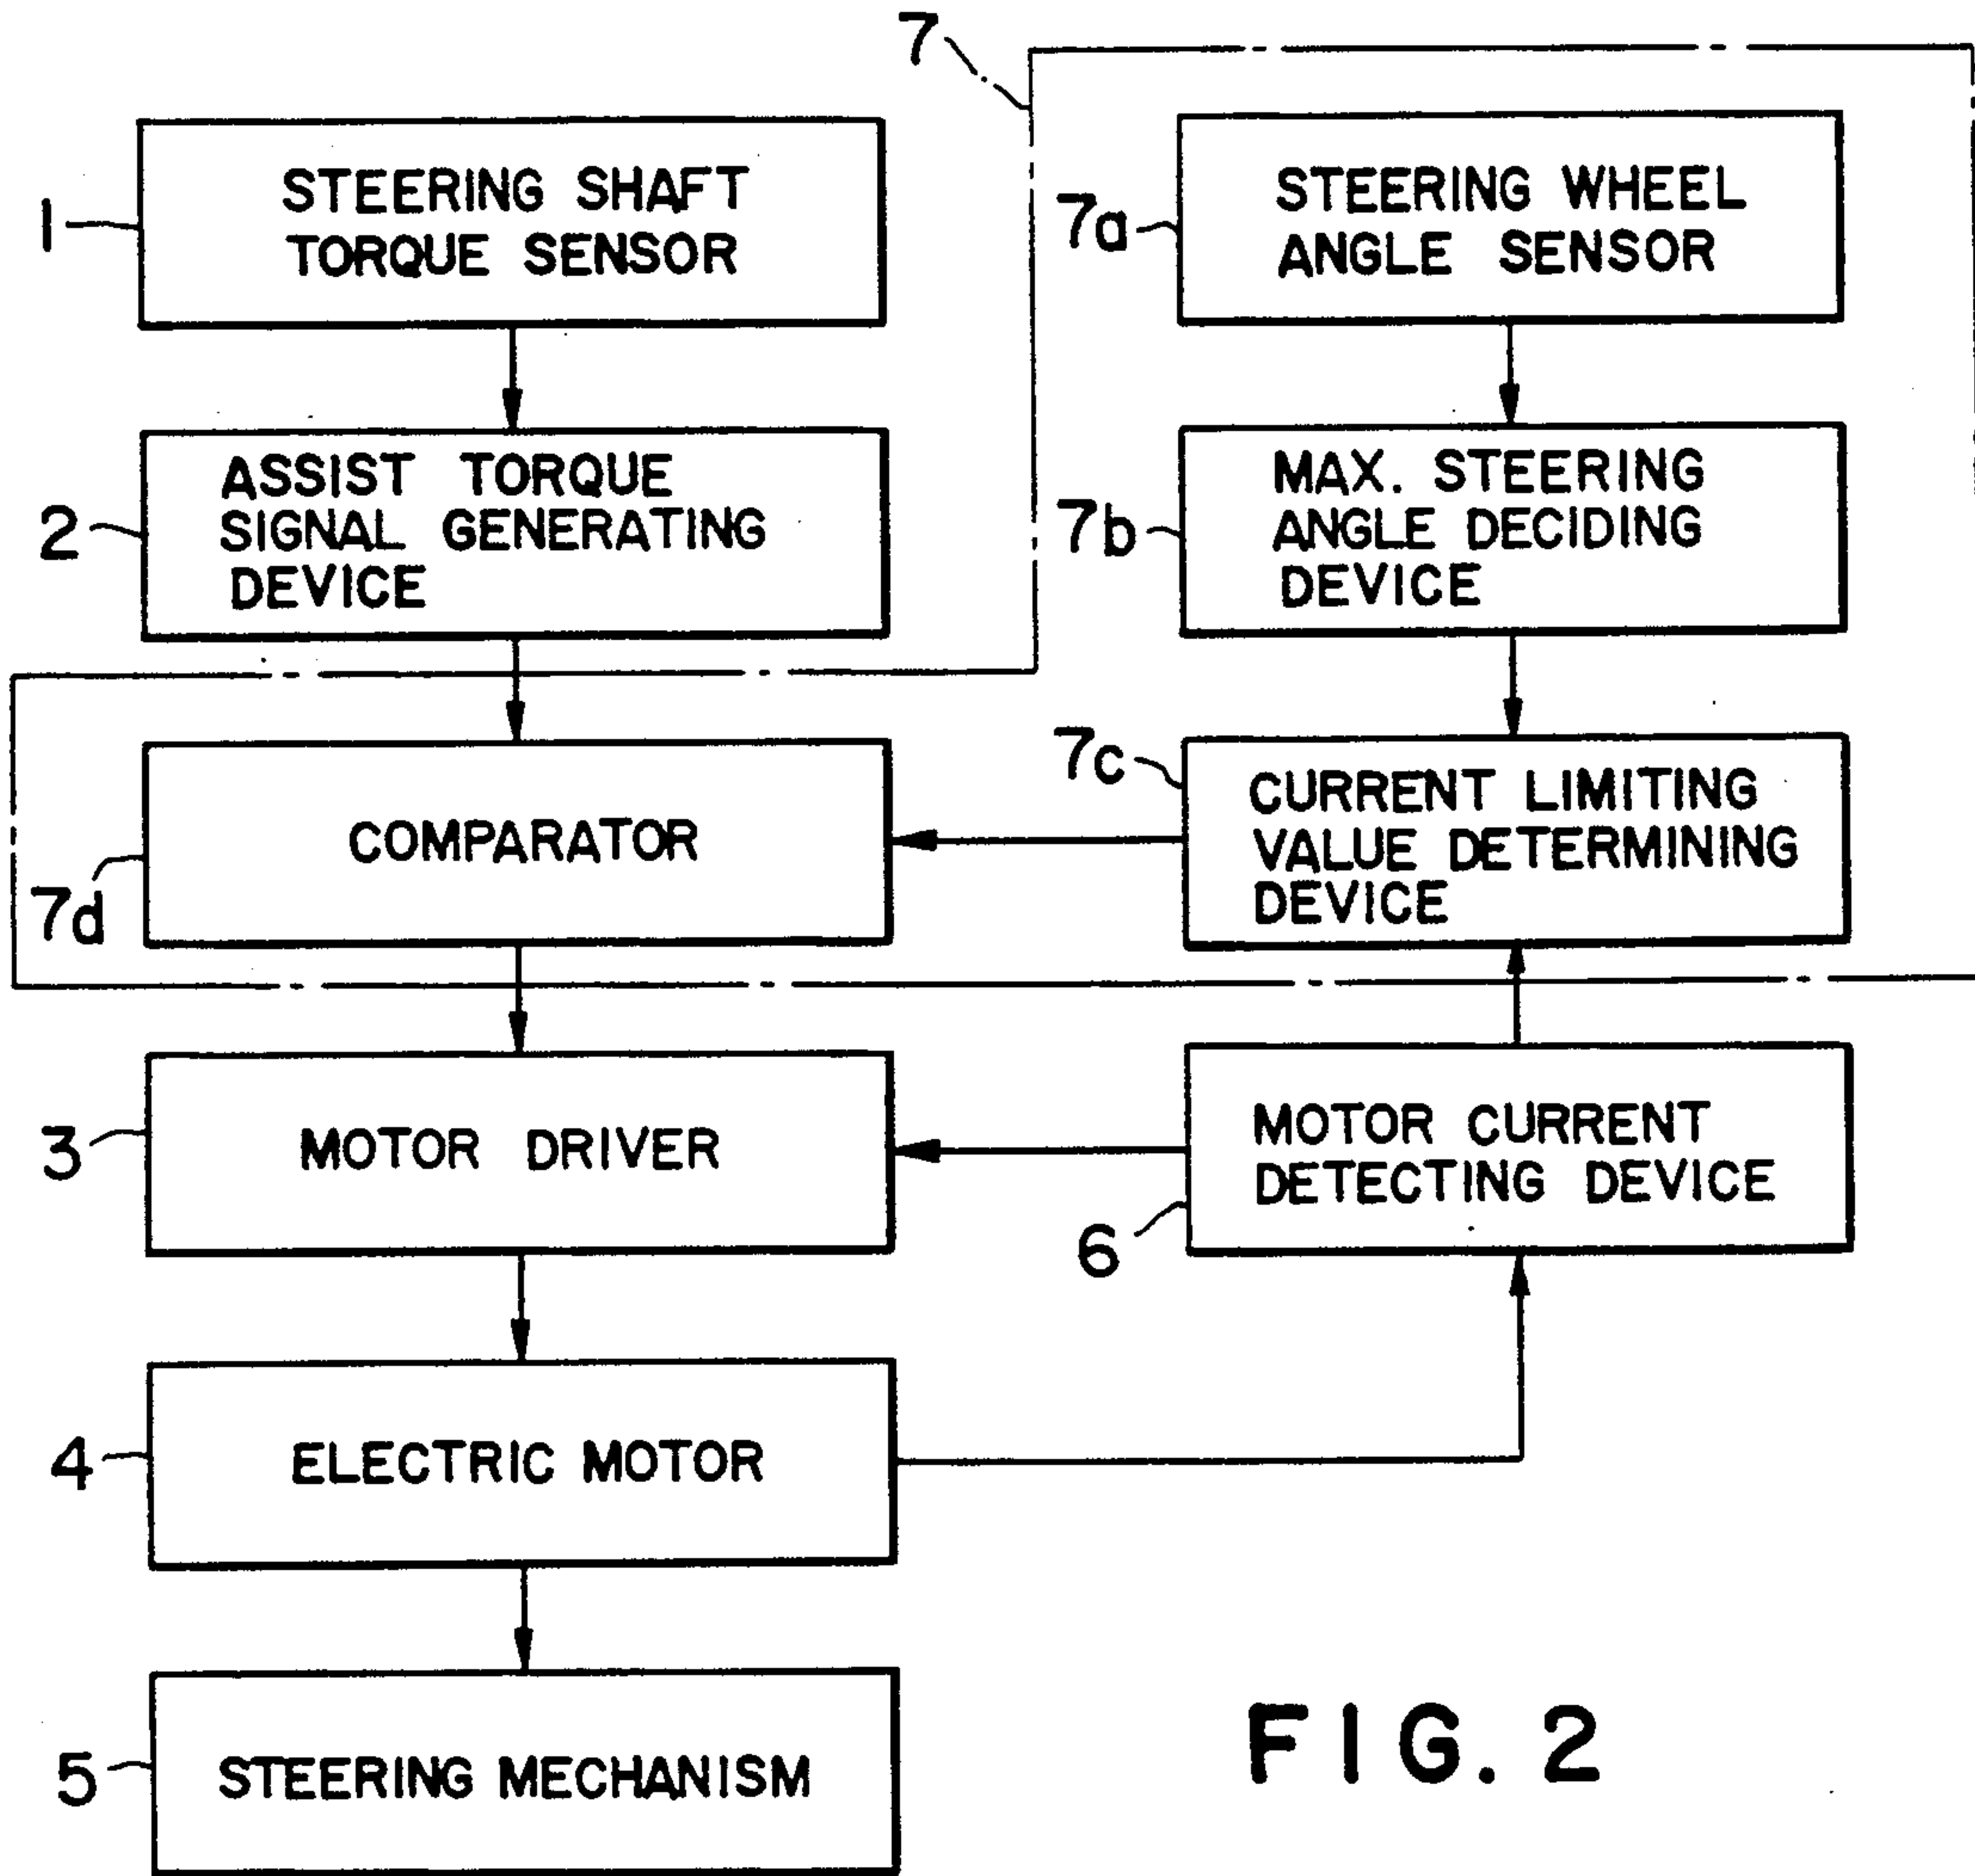 7
1
STEERING SHAFT
TORQUE SENSOR
7a
STEERING WHEEL
ANGLE SENSOR
2
ASSIST TORQUE
SIGNAL GENERATING
DEVICE
7b
MAX. STEERING
ANGLE DECIDING
DEVICE
7d
COMPARATOR
7c
CURRENT LIMITING
VALUE DETERMINING
DEVICE
3
MOTOR DRIVER
6
MOTOR CURRENT
DETECTING DEVICE
4
ELECTRIC MOTOR
5
STEERING MECHANISM
FIG. 2